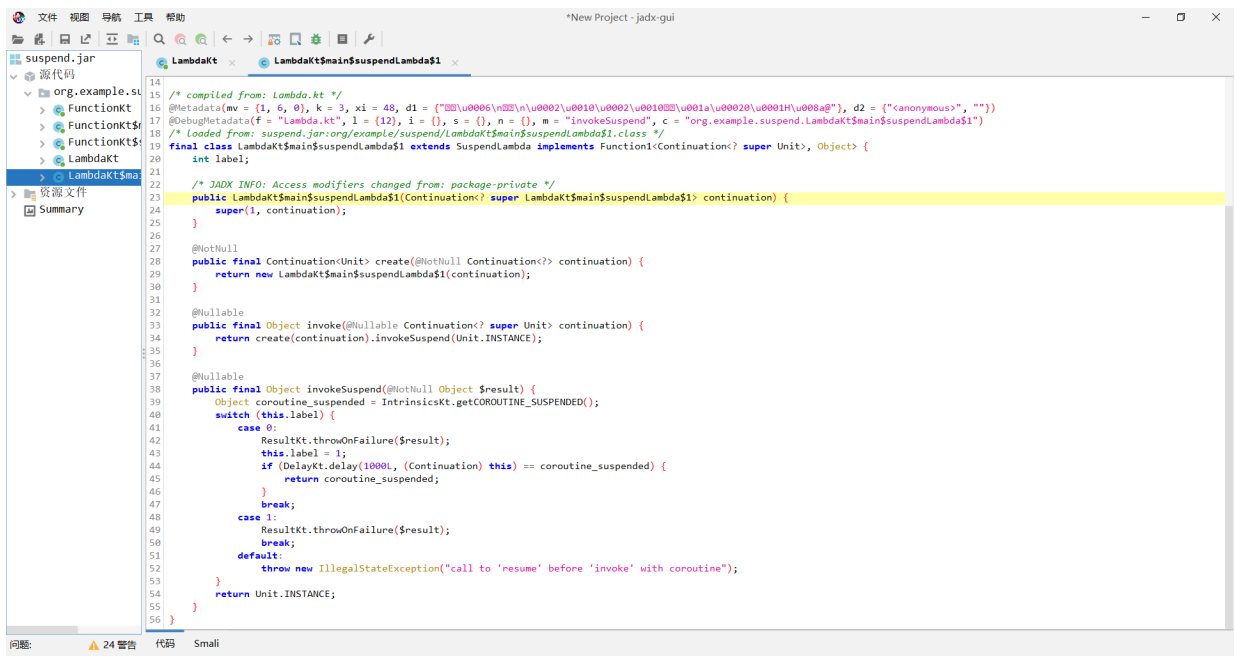 *New Project - jadx-gui
文件 视图 导航 工具 帮助
suspend.jar
源代码
org.example.su
FunctionKt
FunctionKt$
FunctionKt$
LambdaKt
LambdaKt$ma
资源文件
Summary
LambdaKt
LambdaKt$main$suspendLambda$1
14
15 /* compiled from: Lambda.kt */
16 @Metadata(mv = {1, 6, 0}, k = 3, xi = 48, d1 = {"\u0006\n\n\u0002\u0010\u0002\u0010\u001a\u00020\u0001H\u008a@"}, d2 = {"<anonymous>", ""})
17 @DebugMetadata(f = "Lambda.kt", l = {12}, i = {}, s = {}, n = {}, m = "invokeSuspend", c = "org.example.suspend.LambdaKt$main$suspendLambda$1")
18 /* loaded from: suspend.jar:org/example/suspend/LambdaKt$main$suspendLambda$1.class */
19 final class LambdaKt$main$suspendLambda$1 extends SuspendLambda implements Function1<Continuation<? super Unit>, Object> {
20 int label;
21
22 /* JADX INFO: Access modifiers changed from: package-private */
23 public LambdaKt$main$suspendLambda$1(Continuation<? super LambdaKt$main$suspendLambda$1> continuation) {
24 super(1, continuation);
25 }
26
27 @NotNull
28 public final Continuation<Unit> create(@NotNull Continuation<?> continuation) {
29 return new LambdaKt$main$suspendLambda$1(continuation);
30 }
31
32 @Nullable
33 public final Object invoke(@Nullable Continuation<? super Unit> continuation) {
34 return create(continuation).invokeSuspend(Unit.INSTANCE);
35 }
36
37 @Nullable
38 public final Object invokeSuspend(@NotNull Object $result) {
39 Object coroutine_suspended = IntrinsicsKt.getCOROUTINE_SUSPENDED();
40 switch (this.label) {
41 case 0:
42 ResultKt.throwOnFailure($result);
43 this.label = 1;
44 if (DelayKt.delay(1000L, (Continuation) this) == coroutine_suspended) {
45 return coroutine_suspended;
46 }
47 break;
48 case 1:
49 ResultKt.throwOnFailure($result);
50 break;
51 default:
52 throw new IllegalStateException("call to 'resume' before 'invoke' with coroutine");
53 }
54 return Unit.INSTANCE;
55 }
56 }
问题: 24 警告 代码 Smali